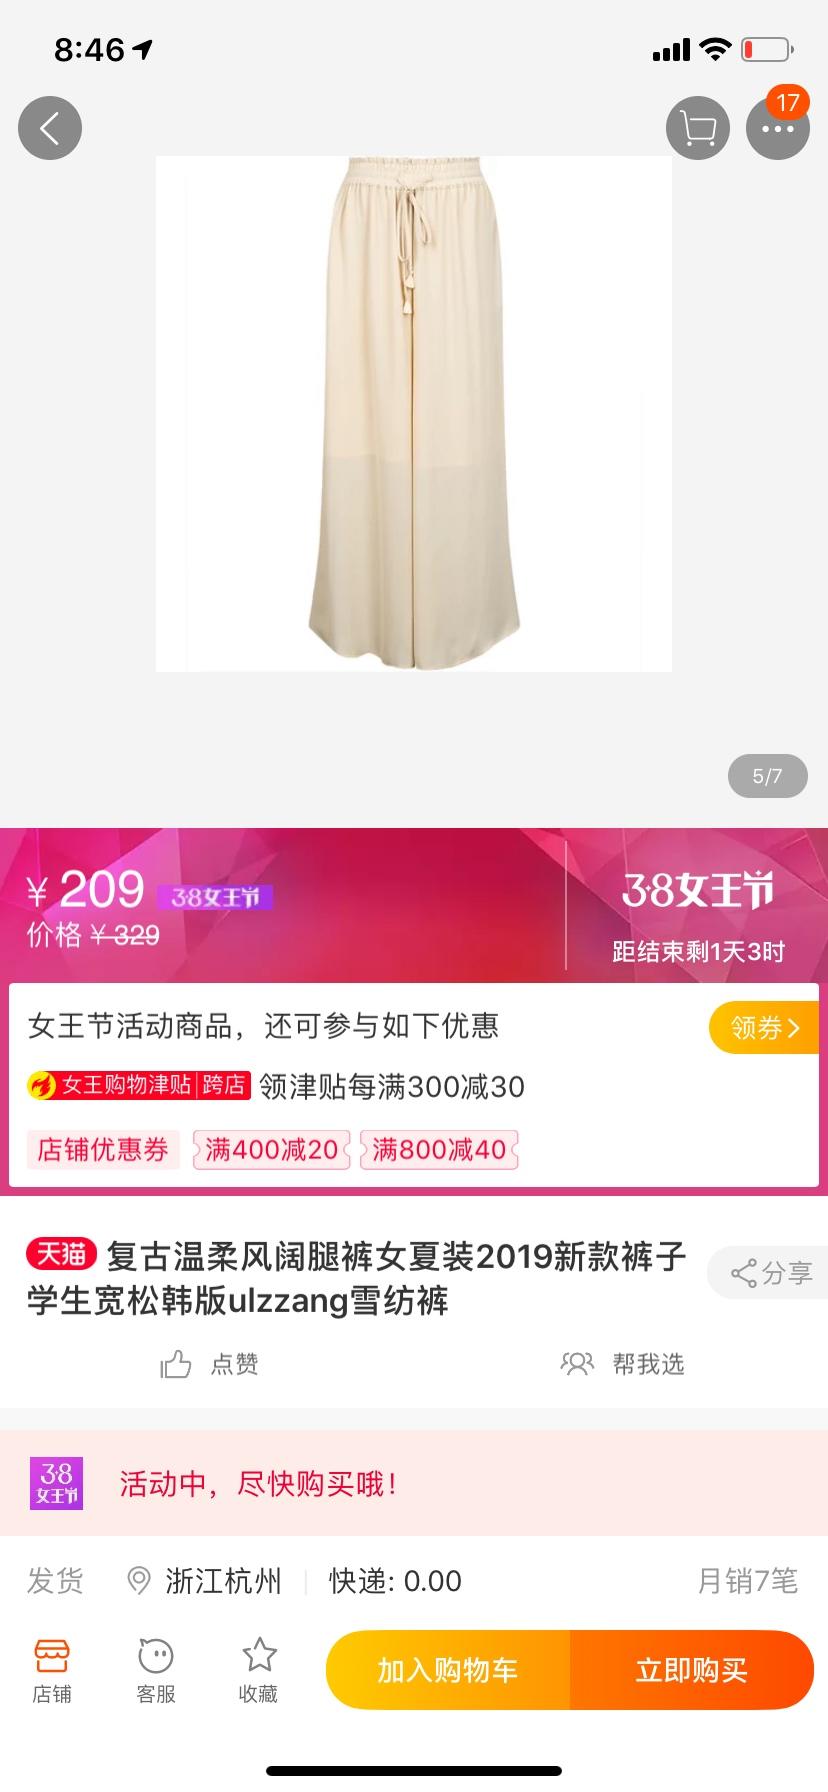 8:46
17
5/7
¥ 209 3·8女王节
价格 ¥ 329
3·8女王节
距结束剩1天3时
女王节活动商品，还可参与如下优惠
领券
女王购物津贴 跨店 领津贴每满300减30
店铺优惠券 满400减20 满800减40
天猫 复古温柔风阔腿裤女夏装2019新款裤子
学生宽松韩版ulzzang雪纺裤
分享
点赞 帮我选
3·8
女王节
活动中，尽快购买哦！
发货 浙江杭州 快递: 0.00 月销7笔
店铺 客服 收藏 加入购物车 立即购买